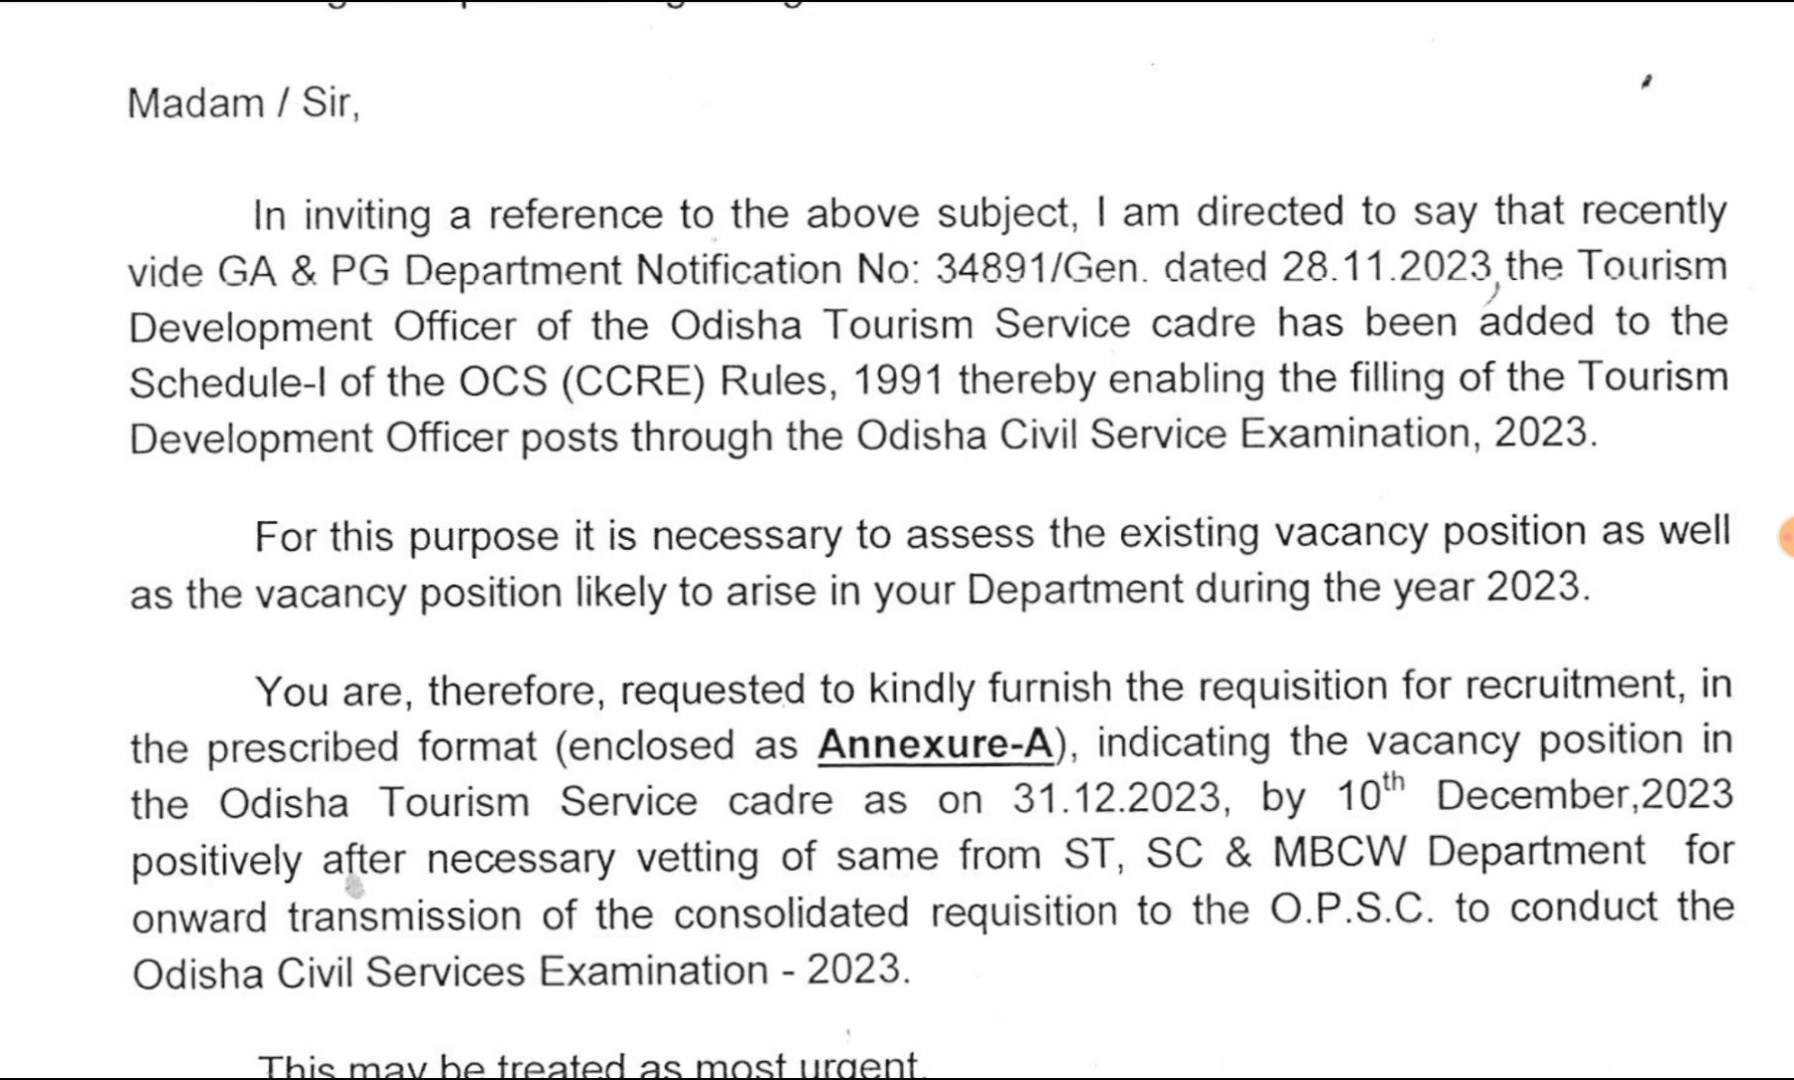 Madam / Sir,
In inviting a reference to the above subject, I am directed to say that recently
vide GA & PG Department Notification No: 34891/Gen. dated 28.11.2023, the Tourism
Development Officer of the Odisha Tourism Service cadre has been added to the
Schedule-I of the OCS (CCRE) Rules, 1991 thereby enabling the filling of the Tourism
Development Officer posts through the Odisha Civil Service Examination, 2023.
For this purpose it is necessary to assess the existing vacancy position as well
as the vacancy position likely to arise in your Department during the year 2023.
You are, therefore, requested to kindly furnish the requisition for recruitment, in
the prescribed format (enclosed as Annexure-A), indicating the vacancy position in
the Odisha Tourism Service cadre as on 31.12.2023, by 10th December,2023
positively after necessary vetting of same from ST, SC & MBCW Department for
onward transmission of the consolidated requisition to the O.P.S.C. to conduct the
Odisha Civil Services Examination - 2023.
This may be treated as most urgent.